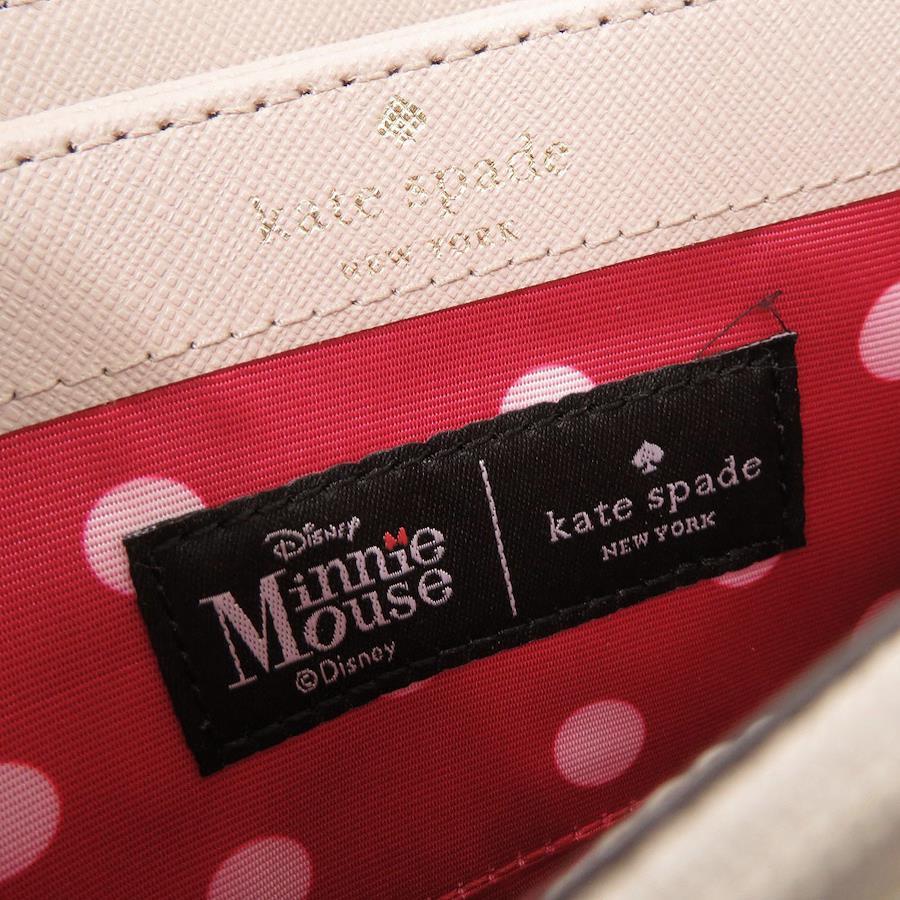 kate spade
NEW YORK
Disney
Minnie
Mouse
©Disney
kate spade
NEW YORK